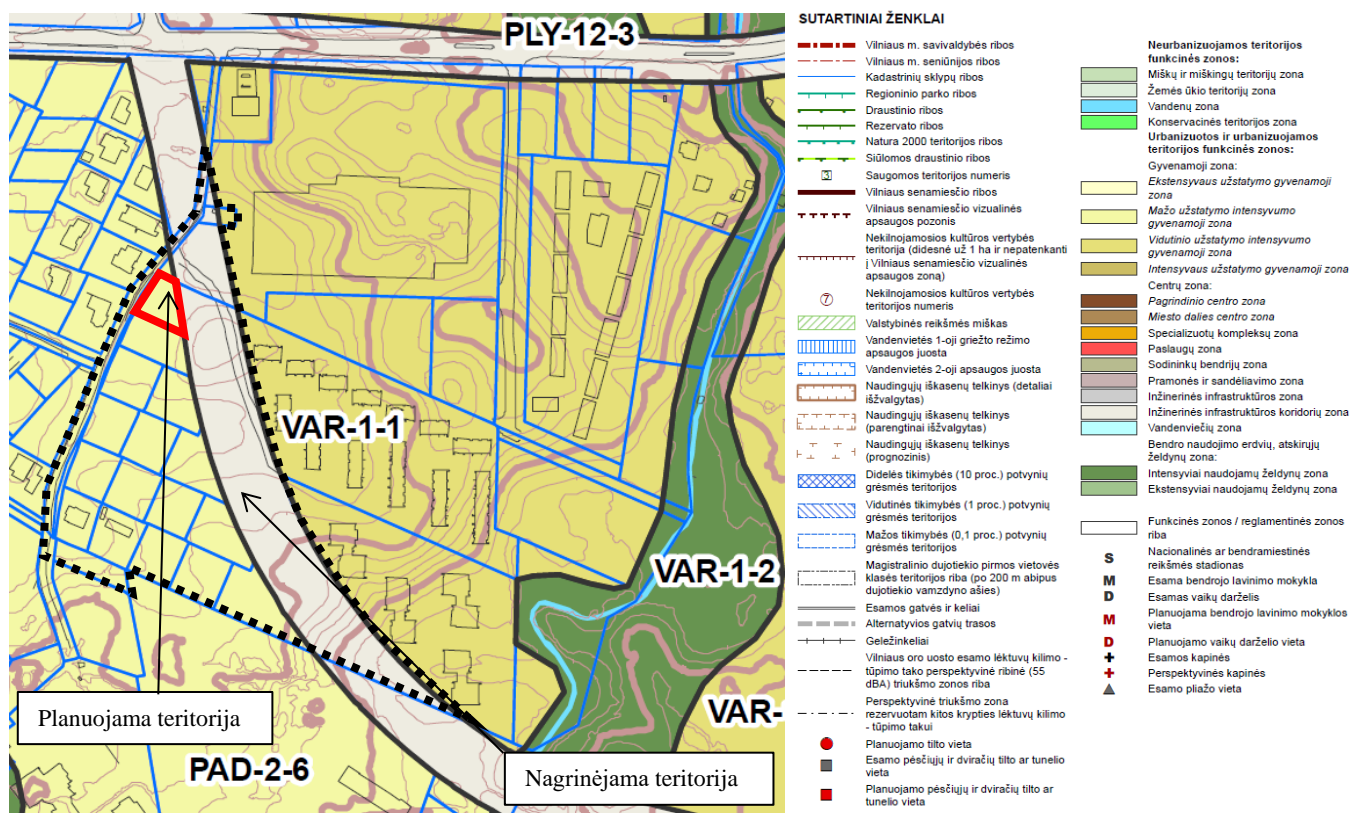 PLY-12-3
VAR-1-1
VAR-1-2
VAR-
Planuojama teritorija
PAD-2-6
Nagrinėjama teritorija
SUTARTINIAI ŽENKLAI
Vilniaus m. savivaldybės ribos
Vilniaus m. seniūnijos ribos
Kadastrinių sklypų ribos
Regioninio parko ribos
Draustinio ribos
Rezervato ribos
Natura 2000 teritorijos ribos
Siūlomos draustinio ribos
3
Saugomos teritorijos numeris
Vilniaus senamiesčio ribos
Vilniaus senamiesčio vizualinės
apsaugos pozonis
Nekilnojamosios kultūros vertybės
teritorija (didesnė už 1 ha ir nepatenkanti
į Vilniaus senamiesčio vizualinės
apsaugos zoną)
7
Nekilnojamosios kultūros vertybės
teritorijos numeris
Valstybinės reikšmės miškas
Vandenvietės 1-oji griežto režimo
apsaugos juosta
Vandenvietės 2-oji apsaugos juosta
Naudingųjų iškasenų telkinys (detaliai
išžvalgytas)
Naudingųjų iškasenų telkinys
(parengtinai išžvalgytas)
Naudingųjų iškasenų telkinys
(prognozinis)
Didelės tikimybės (10 proc.) potvynių
grėsmės teritorijos
Vidutinės tikimybės (1 proc.) potvynių
grėsmės teritorijos
Mažos tikimybės (0,1 proc.) potvynių
grėsmės teritorijos
Magistralinio dujotiekio pirmos vietovės
klasės teritorijos riba (po 200 m abipus
dujotiekio vamzdyno ašies)
Esamos gatvės ir keliai
Alternatyvios gatvių trasos
Geležinkeliai
Vilniaus oro uosto esamo lėktuvų kilimo -
tūpimo tako perspektyvinė ribinė (55
dBA) triukšmo zonos riba
Perspektyvinė triukšmo zona
rezervuotam kitos krypties lėktuvų kilimo
- tūpimo takui
Planuojamo tilto vieta
Esamo pėsčiųjų ir dviračių tilto ar tunelio
vieta
Planuojamo pėsčiųjų ir dviračių tilto ar
tunelio vieta
Neurbanizuojamos teritorijos
funkcinės zonos:
Miškų ir miškingų teritorijų zona
Žemės ūkio teritorijų zona
Vandenų zona
Konservacinės teritorijos zona
Urbanizuotos ir urbanizuojamos
teritorijos funkcinės zonos:
Gyvenamoji zona:
Ekstensyvaus užstatymo gyvenamoji
zona
Mažo užstatymo intensyvumo
gyvenamoji zona
Vidutinio užstatymo intensyvumo
gyvenamoji zona
Intensyvaus užstatymo gyvenamoji zona
Centrų zona:
Pagrindinio centro zona
Miesto dalies centro zona
Specializuotų kompleksų zona
Paslaugų zona
Sodininkų bendrijų zona
Pramonės ir sandėliavimo zona
Inžinerinės infrastruktūros zona
Inžinerinės infrastruktūros koridorių zona
Vandenviečių zona
Bendro naudojimo erdvių, atskirųjų
želdynų zona:
Intensyviai naudojamų želdynų zona
Ekstensyviai naudojamų želdynų zona
Funkcinės zonos / reglamentinės zonos
riba
S
Nacionalinės ar bendramiestinės
reikšmės stadionas
M
Esama bendrojo lavinimo mokykla
D
Esamas vaikų darželis
M
Planuojama bendrojo lavinimo mokyklos
vieta
D
Planuojamo vaikų darželio vieta
Esamos kapinės
Perspektyvinės kapinės
Esamo pliažo vieta